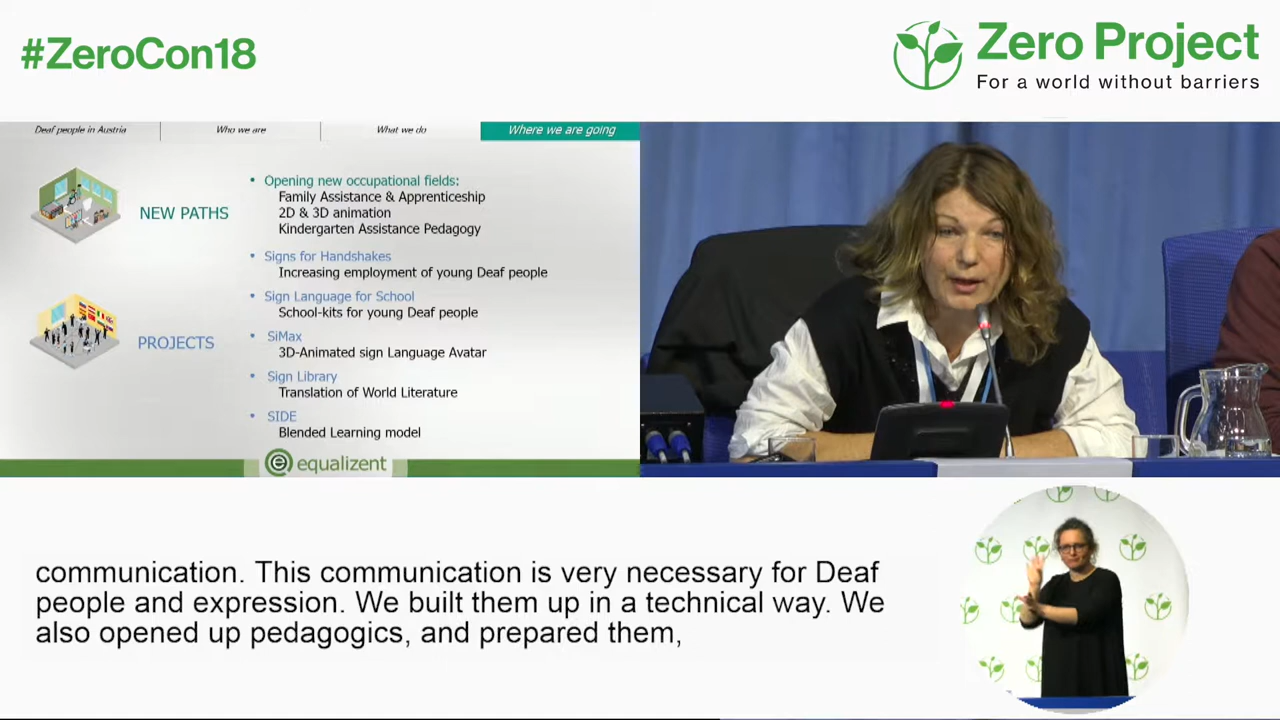 #ZeroCon18
Zero Project
For a world without barriers
Deaf people in Austria
Who we are
What we do
Where we are going
NEW PATHS
• Opening new occupational fields:
Family Assistance & Apprenticeship
2D & 3D animation
Kindergarten Assistance Pedagogy
• Signs for Handshakes
Increasing employment of young Deaf people
PROJECTS
• Sign Language for School
School-kits for young Deaf people
• SiMax
3D-Animated sign Language Avatar
• Sign Library
Translation of World Literature
• SIDE
Blended Learning model
e equalizent
communication. This communication is very necessary for Deaf
people and expression. We built them up in a technical way. We
also opened up pedagogics, and prepared them,